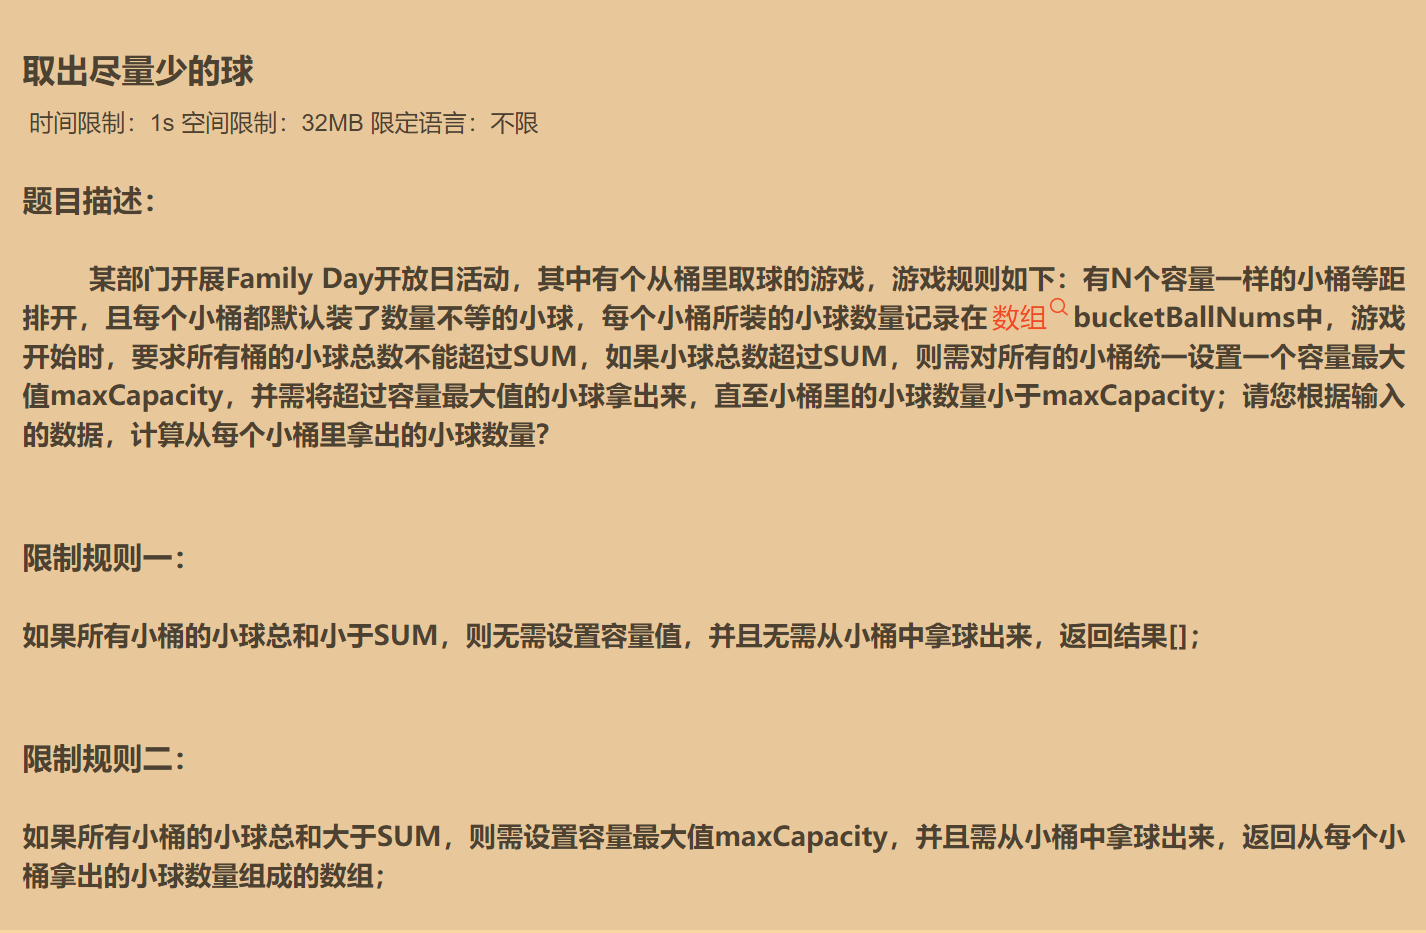 取出尽量少的球
时间限制：1s 空间限制：32MB 限定语言：不限
题目描述：
某部门开展Family Day开放日活动，其中有个从桶里取球的游戏，游戏规则如下：有N个容量一样的小桶等距
排开，且每个小桶都默认装了数量不等的小球，每个小桶所装的小球数量记录在数组bucketBallNums中，游戏
开始时，要求所有桶的小球总数不能超过SUM，如果小球总数超过SUM，则需对所有的小桶统一设置一个容量最大
值maxCapacity，并需将超过容量最大值的小球拿出来，直至小桶里的小球数量小于maxCapacity；请您根据输入
的数据，计算从每个小桶里拿出的小球数量?
限制规则一：
如果所有小桶的小球总和小于SUM，则无需设置容量值，并且无需从小桶中拿球出来，返回结果[]；
限制规则二：
如果所有小桶的小球总和大于SUM，则需设置容量最大值maxCapacity，并且需从小桶中拿球出来，返回从每个小
桶拿出的小球数量组成的数组；